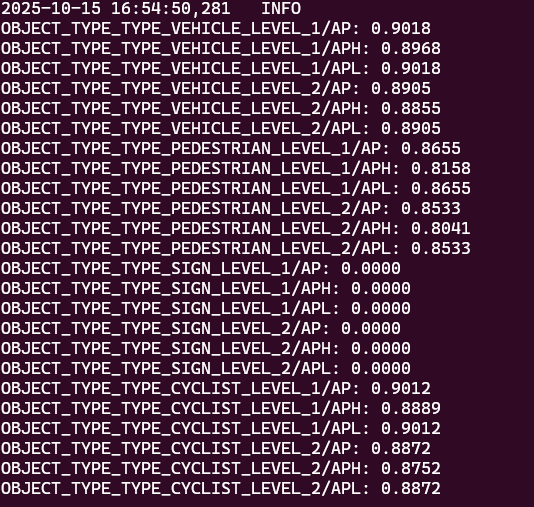 2025-10-15 16:54:50,281   INFO
OBJECT_TYPE_TYPE_VEHICLE_LEVEL_1/AP: 0.9018
OBJECT_TYPE_TYPE_VEHICLE_LEVEL_1/APH: 0.8968
OBJECT_TYPE_TYPE_VEHICLE_LEVEL_1/APL: 0.9018
OBJECT_TYPE_TYPE_VEHICLE_LEVEL_2/AP: 0.8905
OBJECT_TYPE_TYPE_VEHICLE_LEVEL_2/APH: 0.8855
OBJECT_TYPE_TYPE_VEHICLE_LEVEL_2/APL: 0.8905
OBJECT_TYPE_TYPE_PEDESTRIAN_LEVEL_1/AP: 0.8655
OBJECT_TYPE_TYPE_PEDESTRIAN_LEVEL_1/APH: 0.8158
OBJECT_TYPE_TYPE_PEDESTRIAN_LEVEL_1/APL: 0.8655
OBJECT_TYPE_TYPE_PEDESTRIAN_LEVEL_2/AP: 0.8533
OBJECT_TYPE_TYPE_PEDESTRIAN_LEVEL_2/APH: 0.8041
OBJECT_TYPE_TYPE_PEDESTRIAN_LEVEL_2/APL: 0.8533
OBJECT_TYPE_TYPE_SIGN_LEVEL_1/AP: 0.0000
OBJECT_TYPE_TYPE_SIGN_LEVEL_1/APH: 0.0000
OBJECT_TYPE_TYPE_SIGN_LEVEL_1/APL: 0.0000
OBJECT_TYPE_TYPE_SIGN_LEVEL_2/AP: 0.0000
OBJECT_TYPE_TYPE_SIGN_LEVEL_2/APH: 0.0000
OBJECT_TYPE_TYPE_SIGN_LEVEL_2/APL: 0.0000
OBJECT_TYPE_TYPE_CYCLIST_LEVEL_1/AP: 0.9012
OBJECT_TYPE_TYPE_CYCLIST_LEVEL_1/APH: 0.8889
OBJECT_TYPE_TYPE_CYCLIST_LEVEL_1/APL: 0.9012
OBJECT_TYPE_TYPE_CYCLIST_LEVEL_2/AP: 0.8872
OBJECT_TYPE_TYPE_CYCLIST_LEVEL_2/APH: 0.8752
OBJECT_TYPE_TYPE_CYCLIST_LEVEL_2/APL: 0.8872